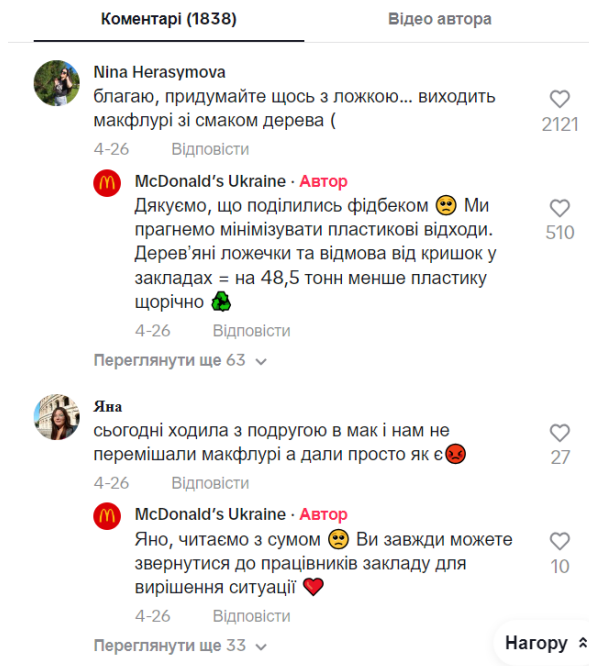 Коментарі (1838)
Відео автора
Nina Herasymova
благаю, придумайте щось з ложкою... виходить
макфлурі зі смаком дерева (
2121
4-26 Відповісти
McDonald's Ukraine · Автор
Дякуємо, що поділились фідбеком 🥺 Ми
прагнемо мінімізувати пластикові відходи.
Дерев'яні ложечки та відмова від кришок у
закладах = на 48,5 тонн менше пластику
щорічно ♻️
510
4-26 Відповісти
Переглянути ще 63
Яна
сьогодні ходила з подругою в мак і нам не
перемішали макфлурі а дали просто як є😡
27
4-26 Відповісти
McDonald's Ukraine · Автор
Яно, читаємо з сумом 🥺 Ви завжди можете
звернутися до працівників закладу для
вирішення ситуації ❤️
10
4-26 Відповісти
Переглянути ще 33
Нагору